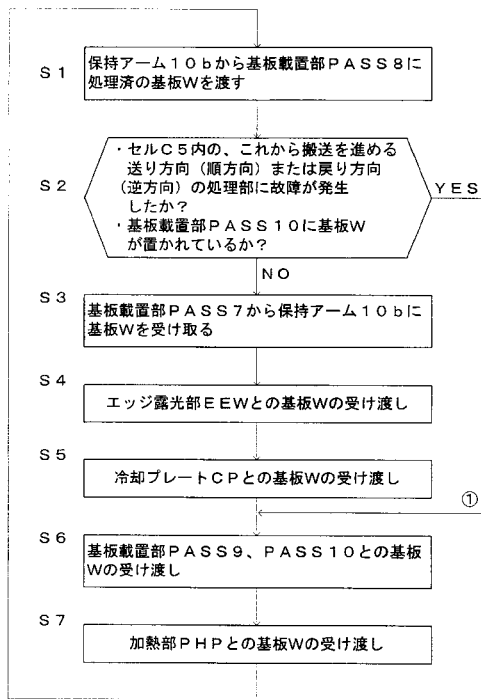 S1
保持アーム10bから基板載置部PASS8に
処理済の基板Wを渡す
S2
・セルC5内の、これから搬送を進める
送り方向(順方向)または戻り方向
(逆方向)の処理部に故障が発生
したか?
・基板載置部PASS10に基板W
が置かれているか?
YES
NO
S3
基板載置部PASS7から保持アーム10bに
基板Wを受け取る
S4
エッジ露光部EEWとの基板Wの受け渡し
S5
冷却プレートCPとの基板Wの受け渡し
①
S6
基板載置部PASS9、PASS10との基板
Wの受け渡し
S7
加熱部PHPとの基板Wの受け渡し